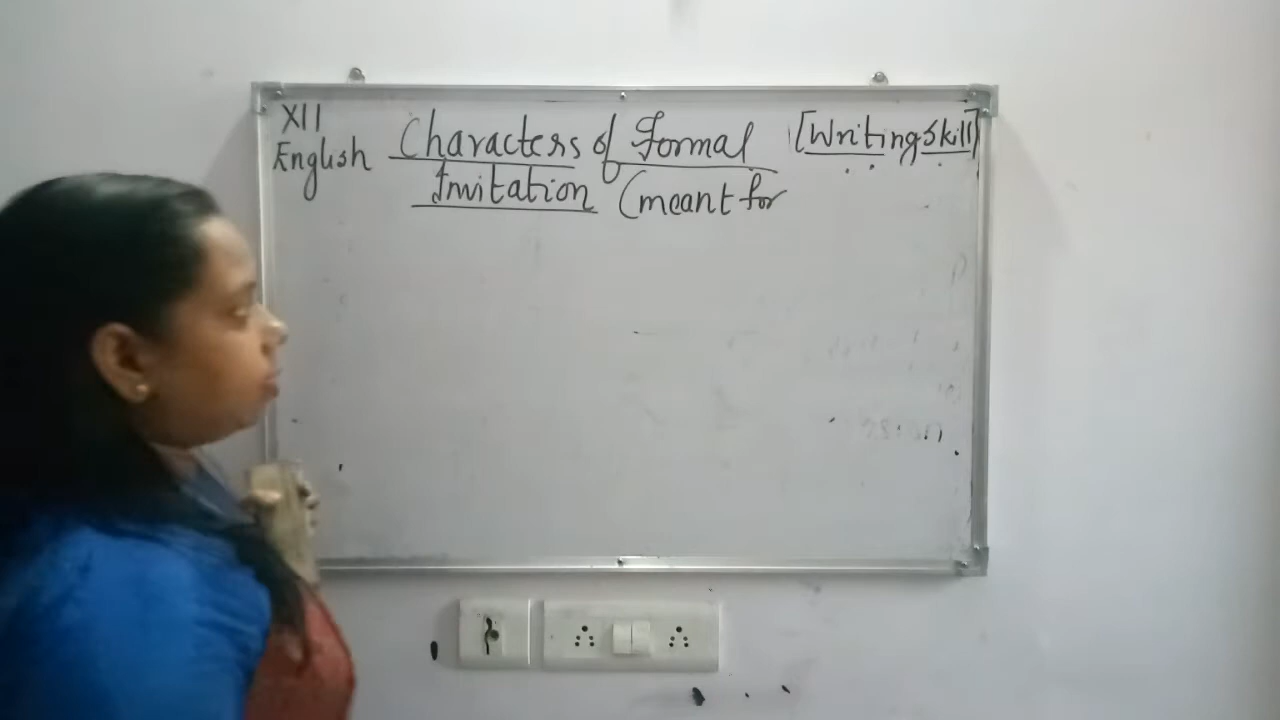 XII
English
Characters of Formal
Invitation (meant for
[Writing Skill]